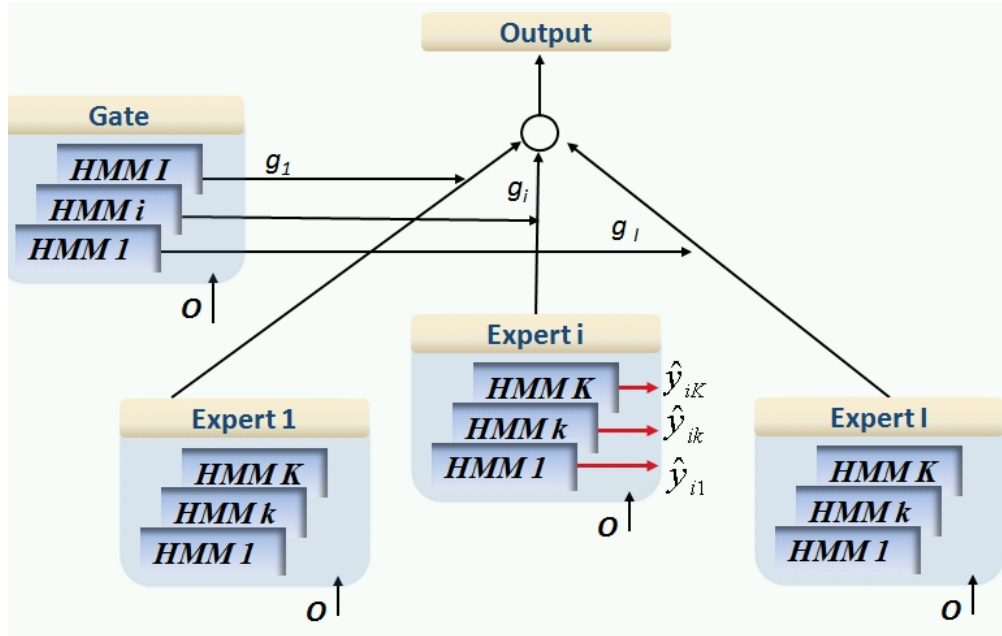 Output
Gate
HMM I
HMM i
HMM 1
O
g1
gi
gI
Expert i
HMM K
HMM k
HMM 1
O
ŷiK
ŷik
ŷi1
Expert 1
HMM K
HMM k
HMM 1
O
Expert I
HMM K
HMM k
HMM 1
O